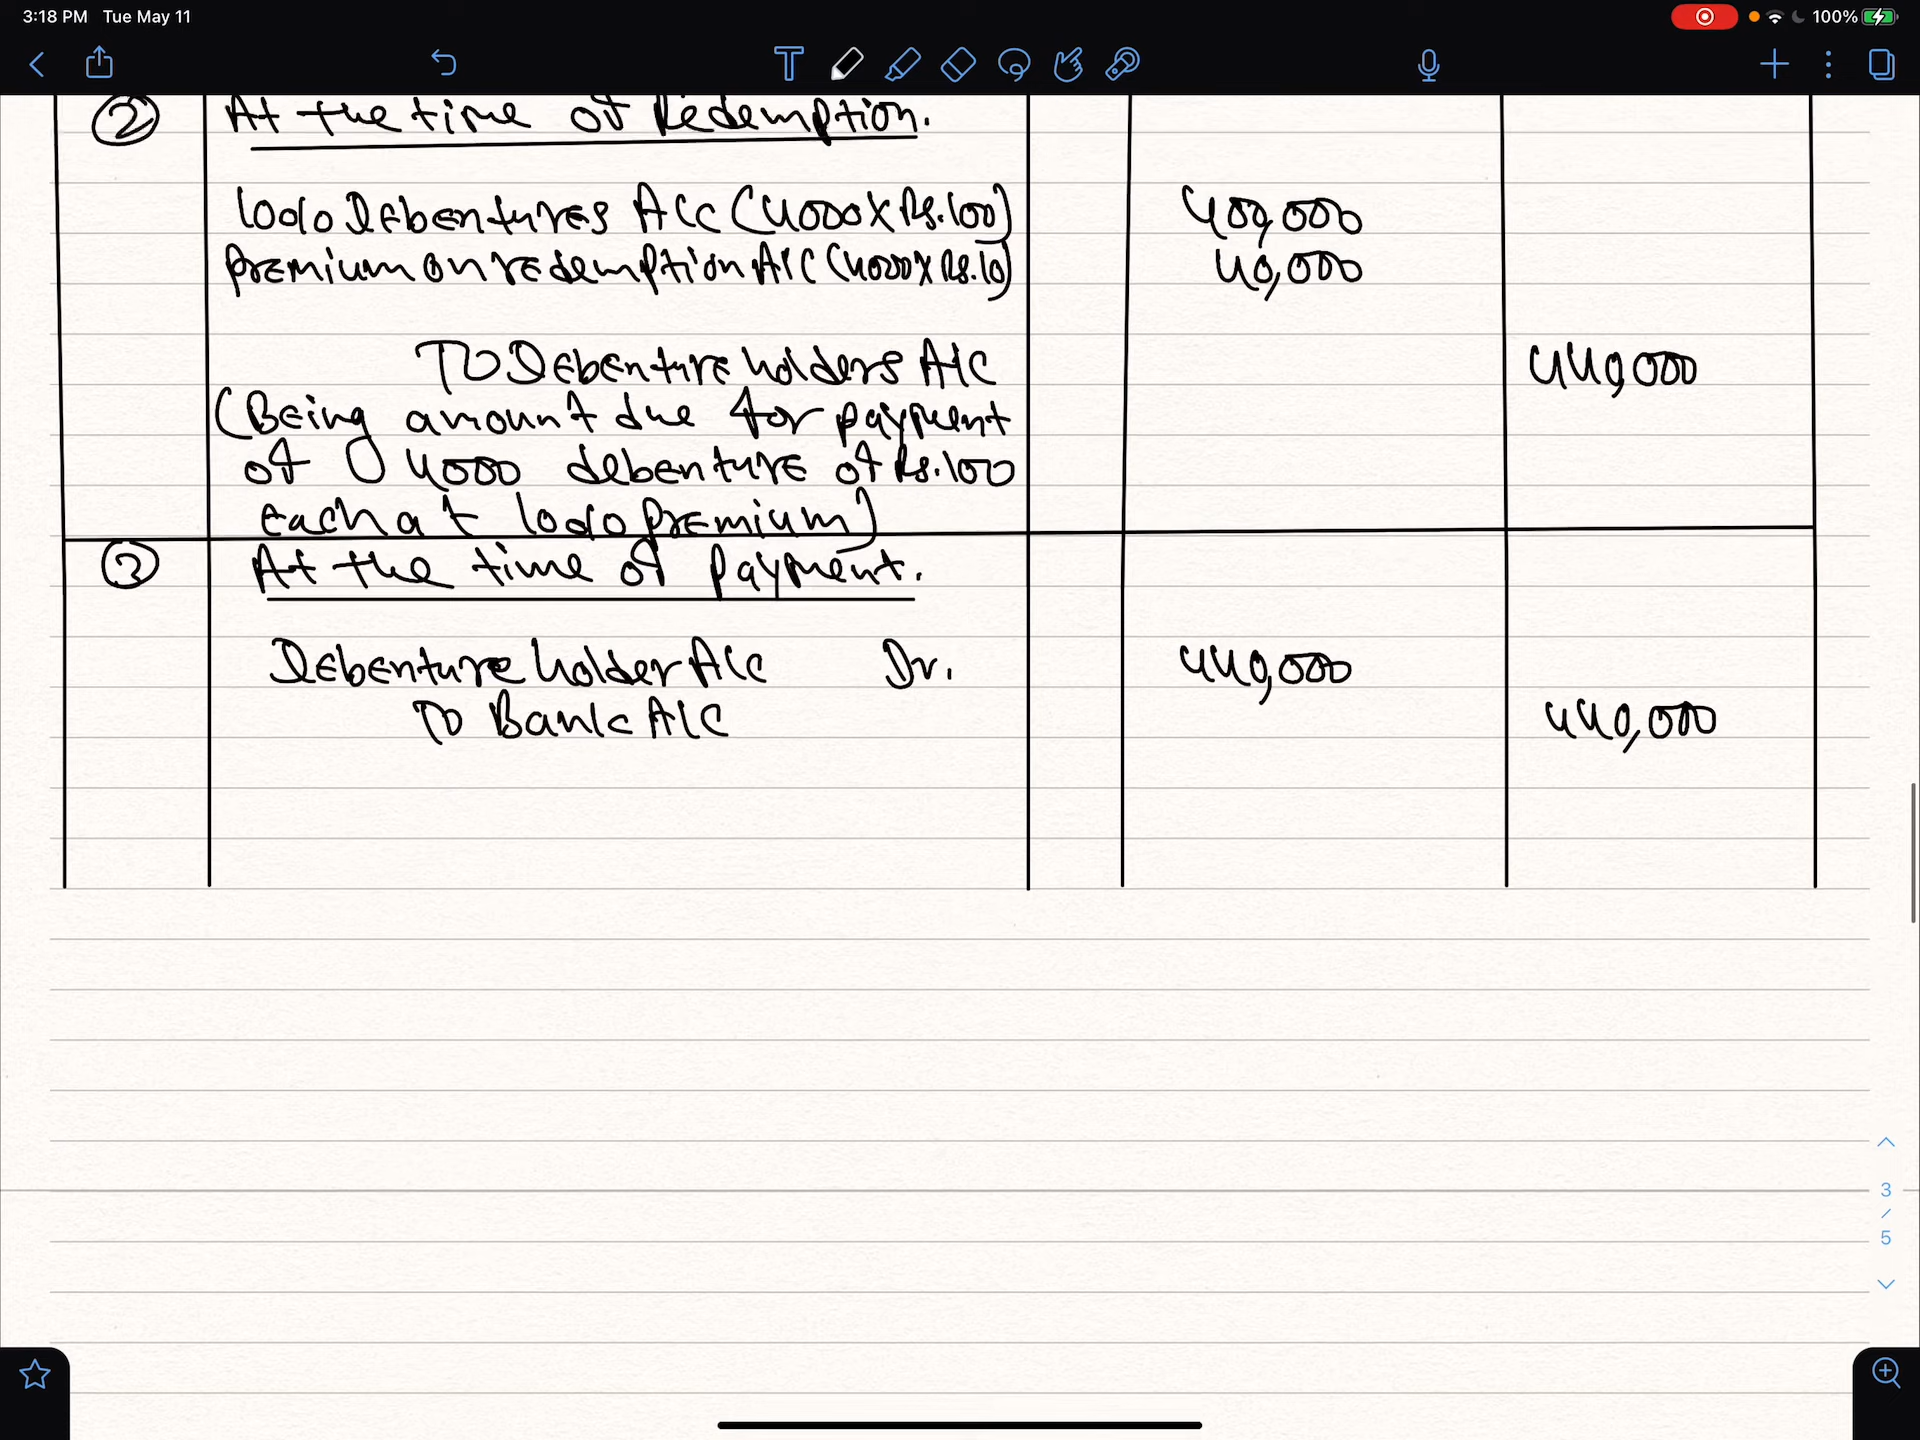 3:18 PM Tue May 11
100%
T
② At the time of Redemption.
10% Debentures A/c (4000 X Rs.100) 400,000
Premium on redemption A/C (4000 X Rs.10) 40,000
TO Debenture holders A/C 440,000
(Being amount due for payment
of 4000 debenture of Rs.100
each at 10% premium)
③ At the time of payment.
Debenture holder A/c Dr. 440,000
TO Bank A/C 440,000
3
/
5